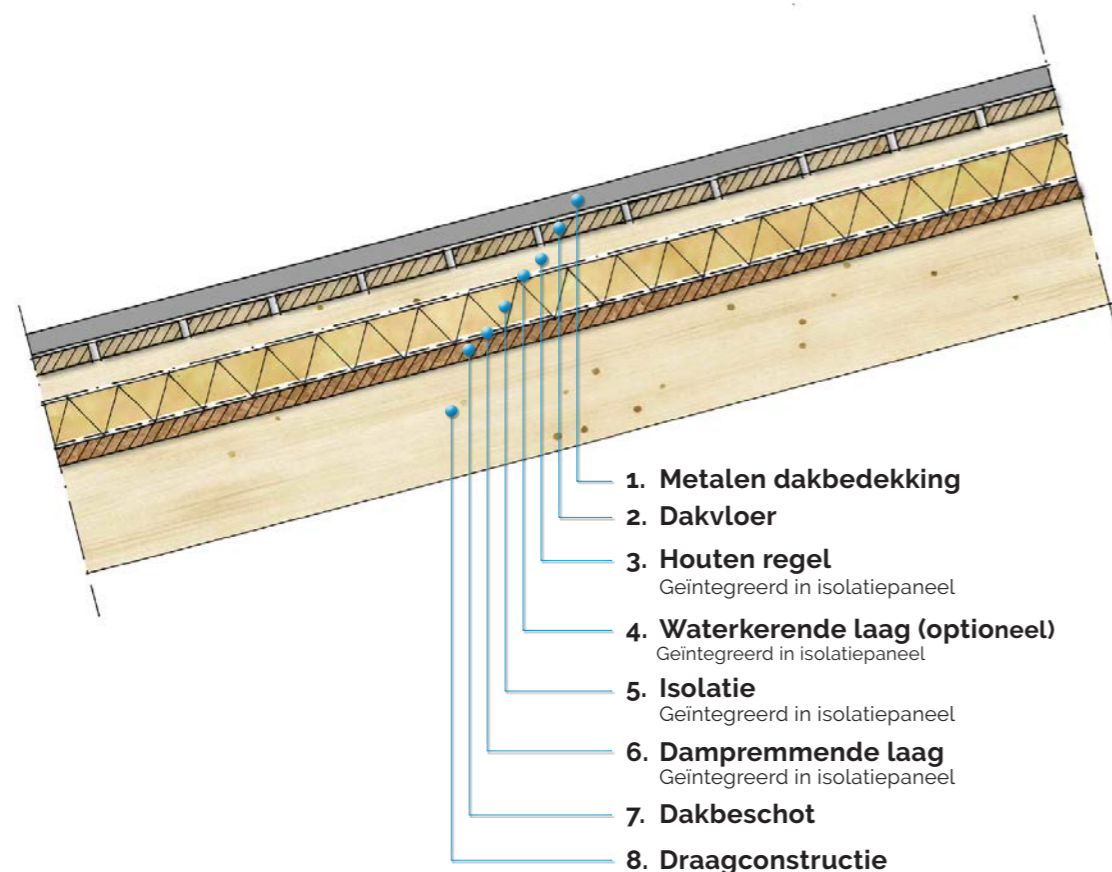 1. Metalen dakbedekking
2. Dakvloer
3. Houten regel
Geïntegreerd in isolatiepaneel
4. Waterkerende laag (optioneel)
Geïntegreerd in isolatiepaneel
5. Isolatie
Geïntegreerd in isolatiepaneel
6. Dampremmende laag
Geïntegreerd in isolatiepaneel
7. Dakbeschot
8. Draagconstructie